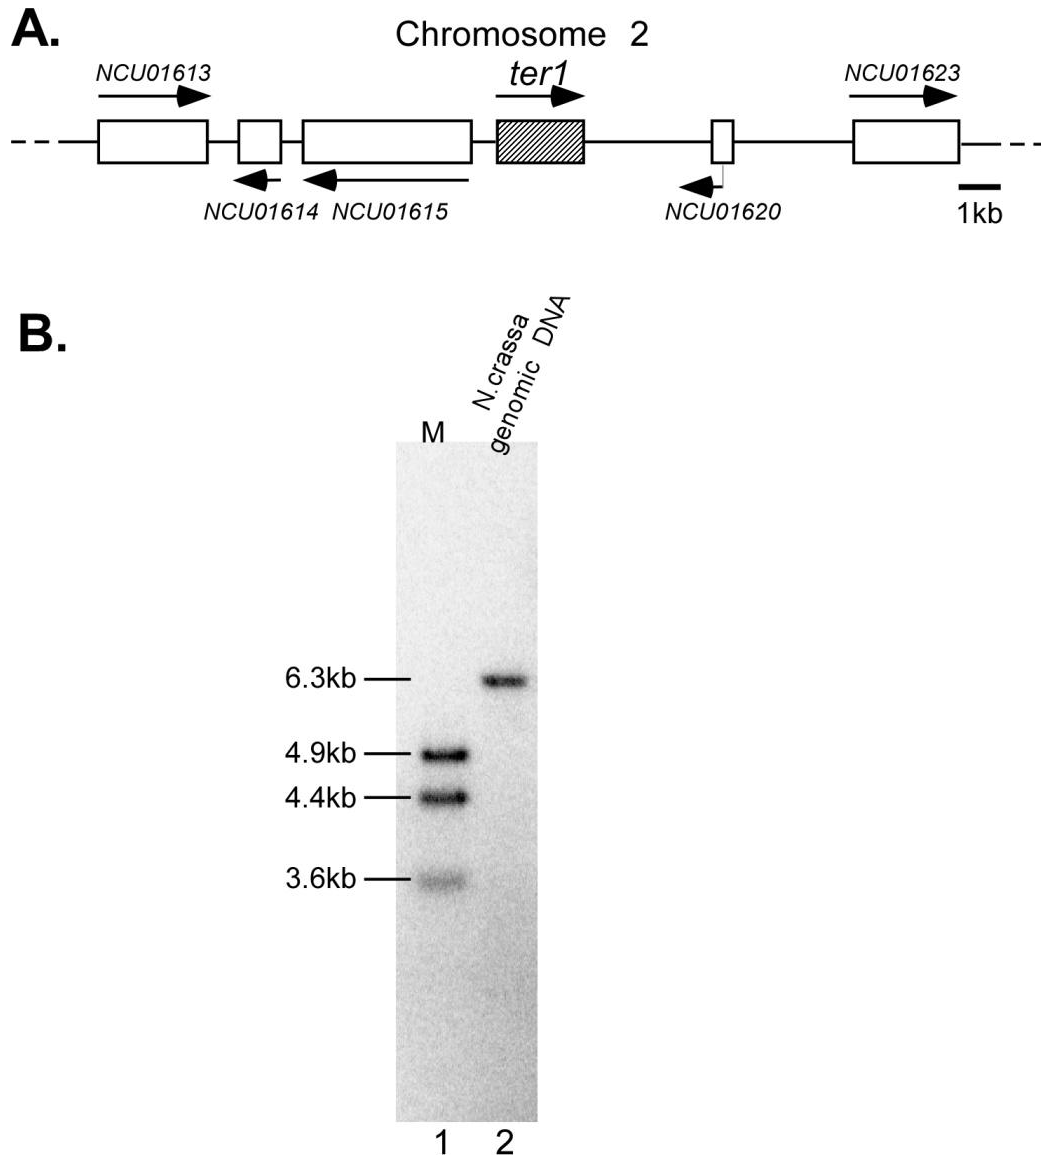 A.
Chromosome 2
NCU01613
ter1
NCU01623
NCU01614
NCU01615
NCU01620
1kb
B.
N.crassa
genomic DNA
M
6.3kb
4.9kb
4.4kb
3.6kb
1 2